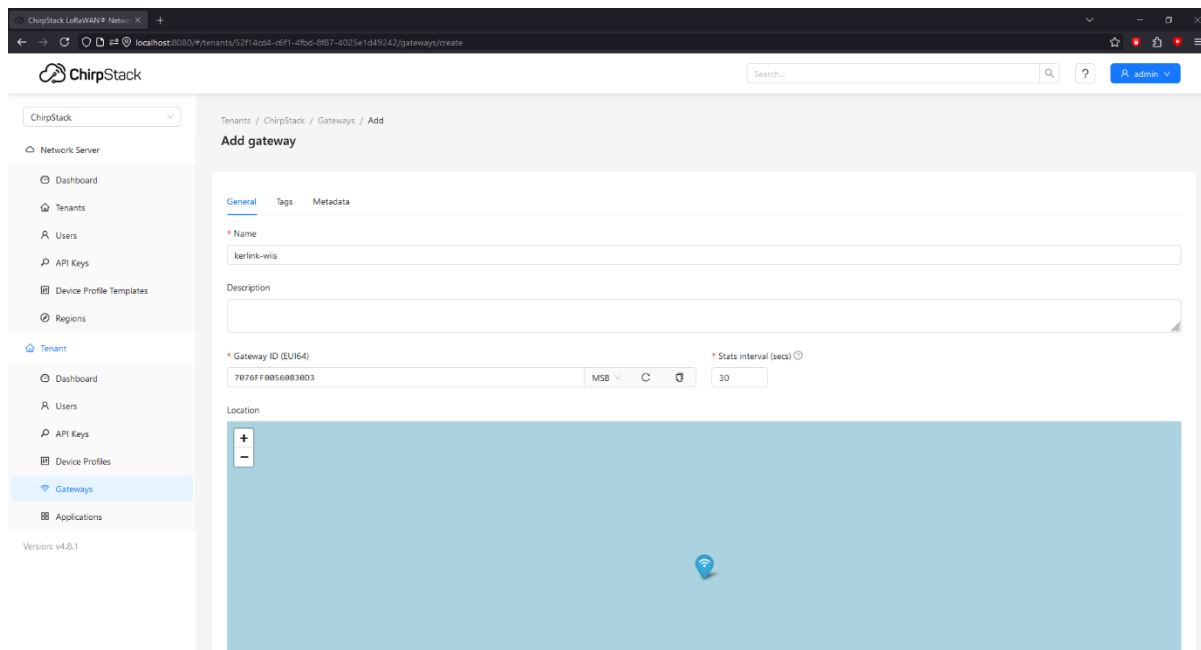 ChirpStack LoRaWAN® Netwo
localhost:8080/#/tenants/52f14cd4-c6f1-4fbd-8f87-4025e1d49242/gateways/create
ChirpStack
Search...
?
admin
ChirpStack
Network Server
Dashboard
Tenants
Users
API Keys
Device Profile Templates
Regions
Tenant
Dashboard
Users
API Keys
Device Profiles
Gateways
Applications
Version: v4.8.1
Tenants / ChirpStack / Gateways / Add
Add gateway
General Tags Metadata
* Name
kerlink-wiis
Description
* Gateway ID (EUI64) * Stats interval (secs)
7076FF00560830D3 MSB 30
Location
+
−